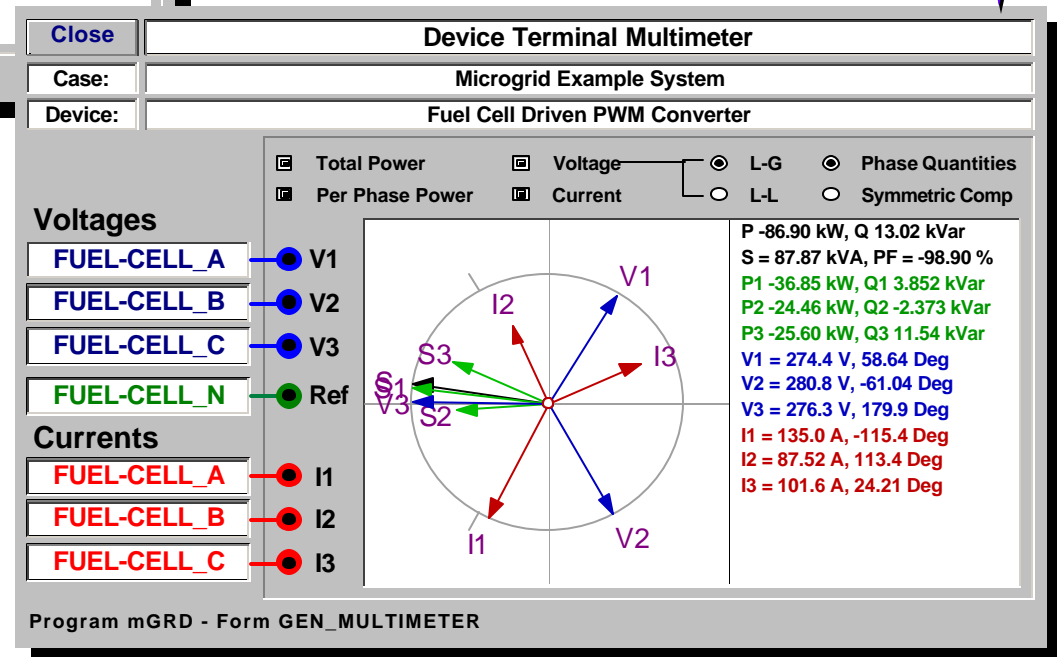 Close
Device Terminal Multimeter
Case:
Microgrid Example System
Device:
Fuel Cell Driven PWM Converter
Total Power Voltage L-G Phase Quantities
Per Phase Power Current L-L Symmetric Comp
Voltages
FUEL-CELL_A V1
FUEL-CELL_B V2
FUEL-CELL_C V3
FUEL-CELL_N Ref
Currents
FUEL-CELL_A I1
FUEL-CELL_B I2
FUEL-CELL_C I3
V1
I2
S3
I3
S
S1
V3
S2
I1
V2
P -86.90 kW, Q 13.02 kVar
S = 87.87 kVA, PF = -98.90 %
P1 -36.85 kW, Q1 3.852 kVar
P2 -24.46 kW, Q2 -2.373 kVar
P3 -25.60 kW, Q3 11.54 kVar
V1 = 274.4 V, 58.64 Deg
V2 = 280.8 V, -61.04 Deg
V3 = 276.3 V, 179.9 Deg
I1 = 135.0 A, -115.4 Deg
I2 = 87.52 A, 113.4 Deg
I3 = 101.6 A, 24.21 Deg
Program mGRD - Form GEN_MULTIMETER